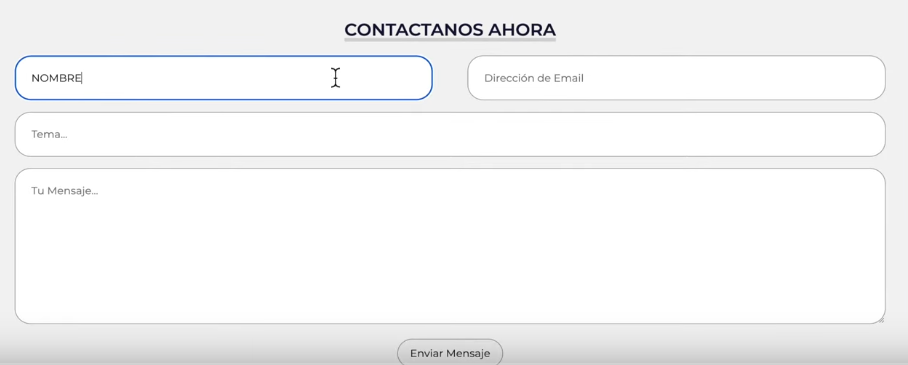 CONTACTANOS AHORA
NOMBRE
Dirección de Email
Tema...
Tu Mensaje...
Enviar Mensaje